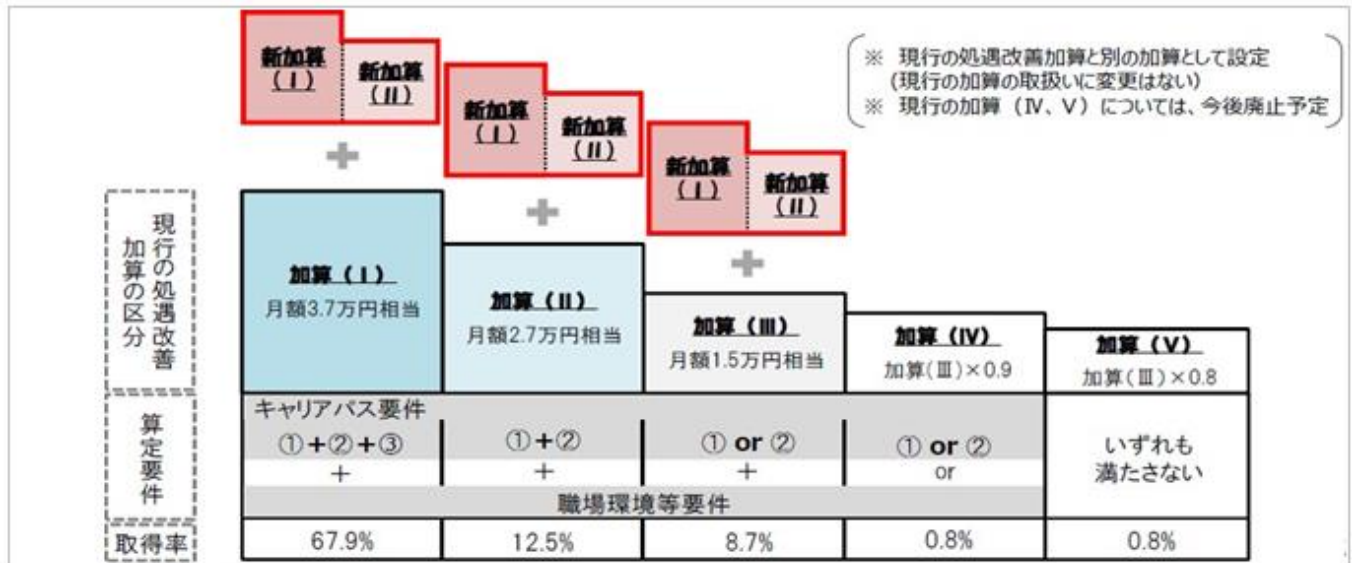 新加算
(Ⅰ)
新加算
(Ⅱ)
新加算
(Ⅰ)
新加算
(Ⅱ)
新加算
(Ⅰ)
新加算
(Ⅱ)
※ 現行の処遇改善加算と別の加算として設定
(現行の加算の取扱いに変更はない)
※ 現行の加算(Ⅳ、Ⅴ)については、今後廃止予定
現行の処遇改善
加算の区分
加算(Ⅰ)
月額3.7万円相当
加算(Ⅱ)
月額2.7万円相当
加算(Ⅲ)
月額1.5万円相当
加算(Ⅳ)
加算(Ⅲ)×0.9
加算(Ⅴ)
加算(Ⅲ)×0.8
算定要件
キャリアパス要件
①+②+③
①+②
① or ②
① or ②
+
+
+
or
職場環境等要件
いずれも
満たさない
取得率
67.9%
12.5%
8.7%
0.8%
0.8%